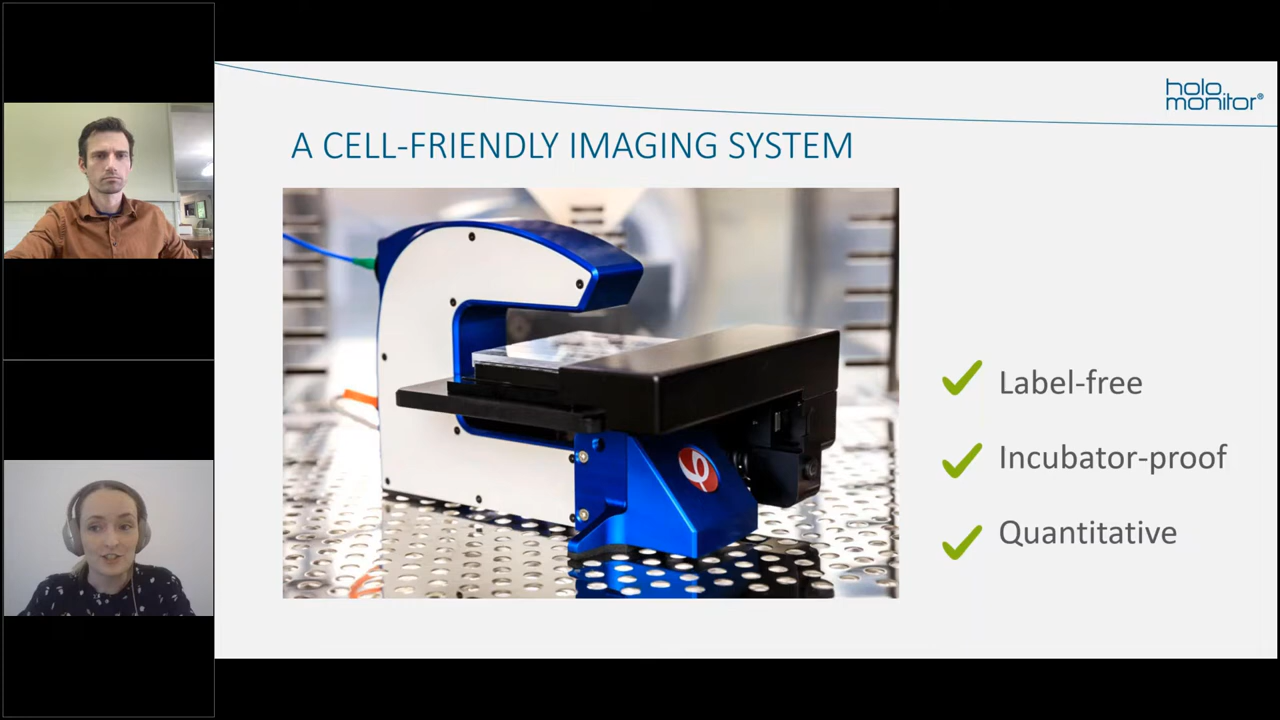 holo
monitor®
A CELL-FRIENDLY IMAGING SYSTEM
Label-free
Incubator-proof
Quantitative